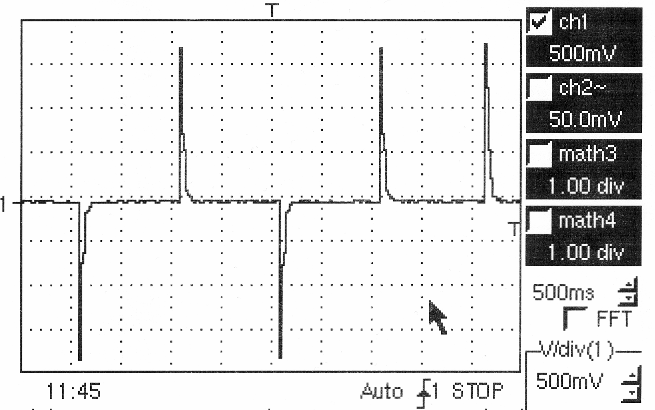 T
ch1
500mV
ch2~
50.0mV
math3
1.00 div
math4
1.00 div
1
T
500ms
FFT
V/div(1)
500mV
11:45
Auto
1 STOP